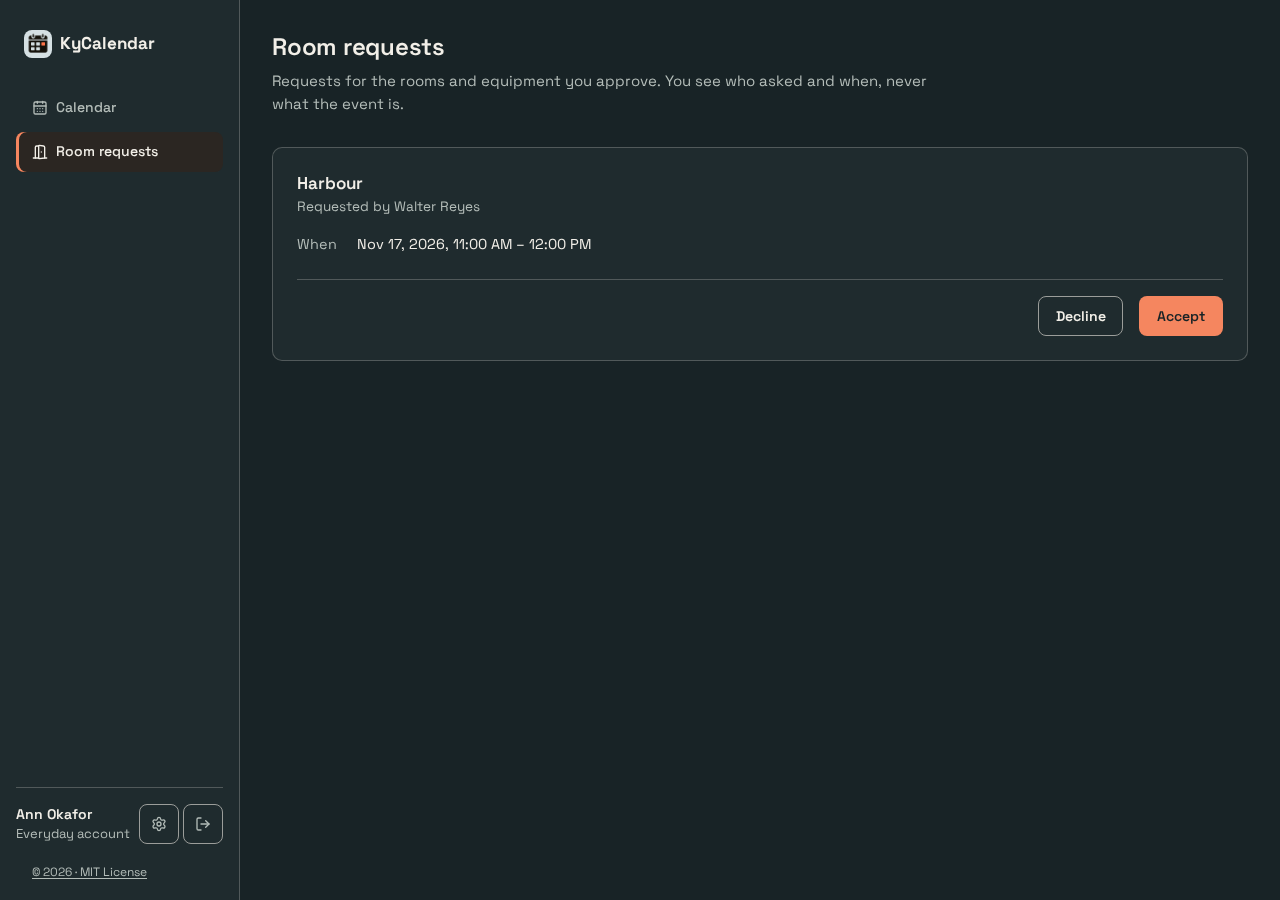 KyCalendar
Calendar
Room requests
Ann Okafor
Everyday account
© 2026 · MIT License
Room requests
Requests for the rooms and equipment you approve. You see who asked and when, never
what the event is.
Harbour
Requested by Walter Reyes
When Nov 17, 2026, 11:00 AM – 12:00 PM
Decline Accept